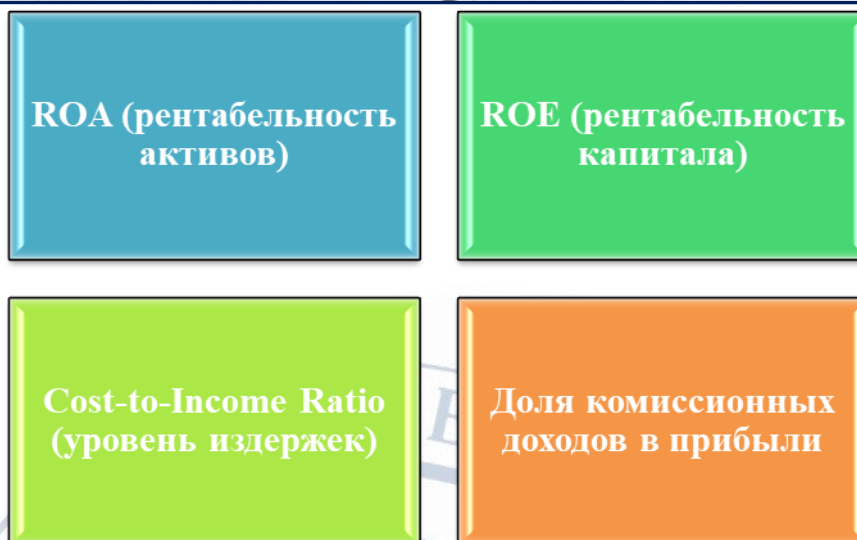 ROA (рентабельность
активов)
ROE (рентабельность
капитала)
Cost-to-Income Ratio
(уровень издержек)
Доля комиссионных
доходов в прибыли